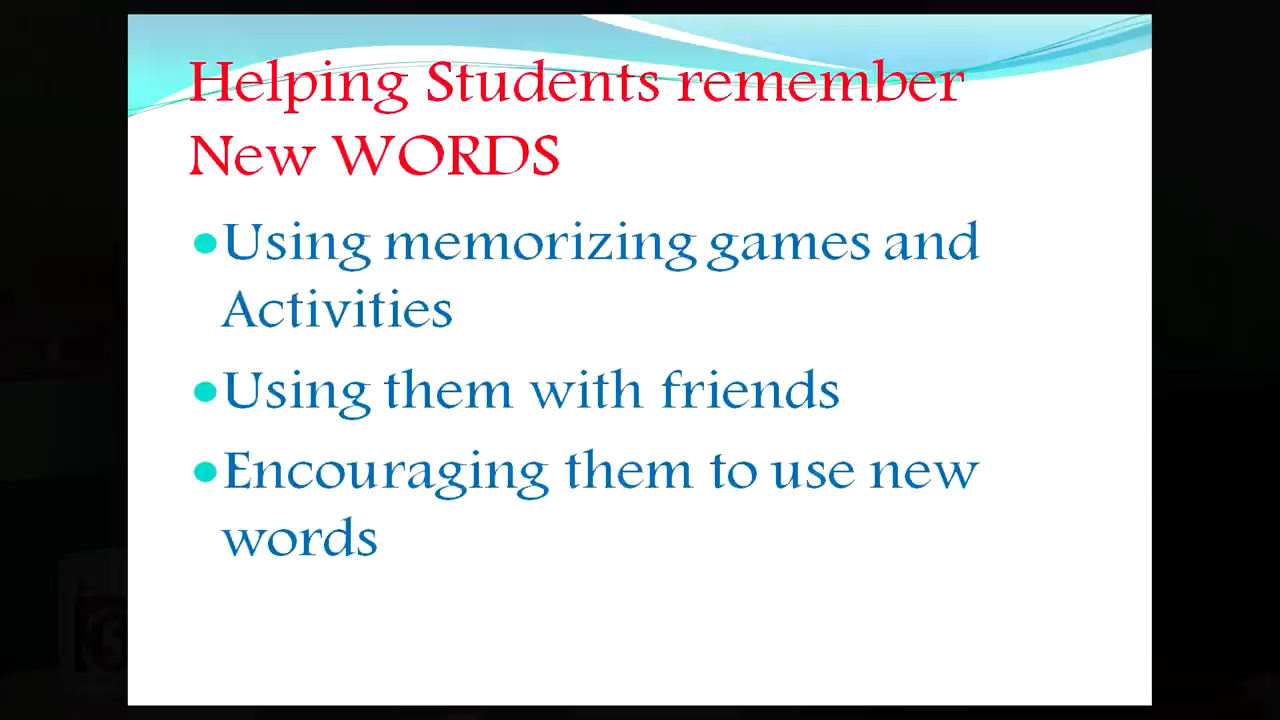 Helping Students remember
New WORDS
Using memorizing games and
Activities
Using them with friends
Encouraging them to use new
words